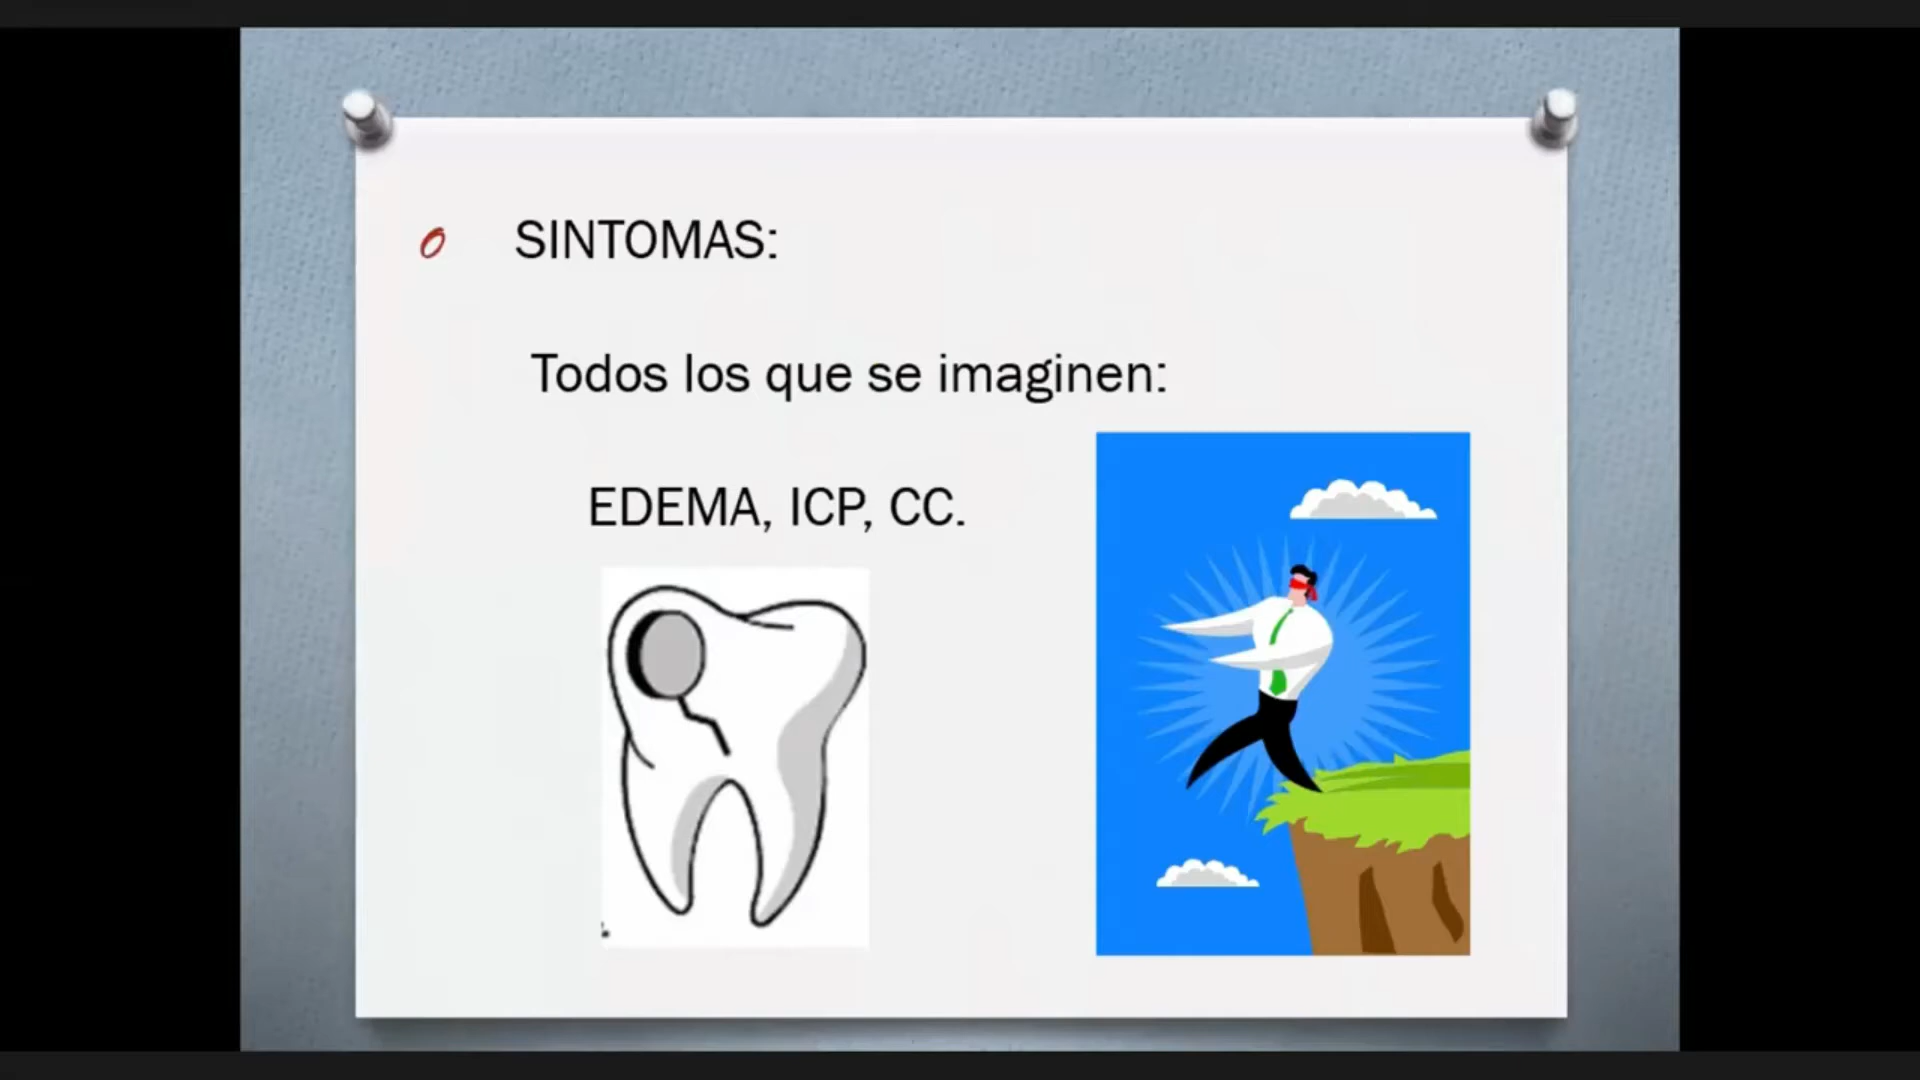 SINTOMAS:
Todos los que se imaginen:
EDEMA, ICP, CC.